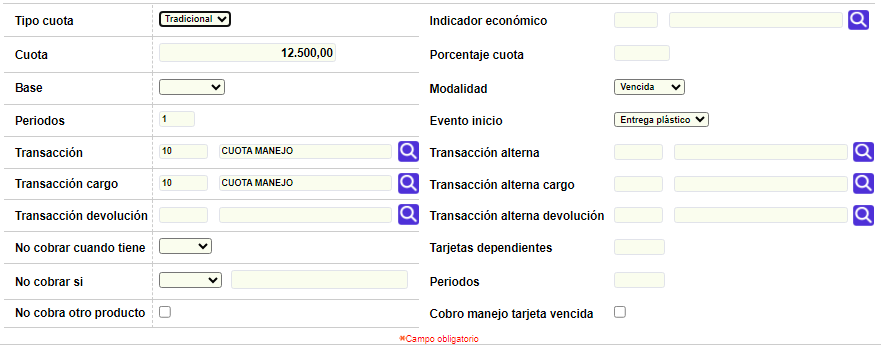 Tipo cuota Tradicional Indicador económico
Cuota 12.500,00 Porcentaje cuota
Base Modalidad Vencida
Periodos 1 Evento inicio Entrega plàstico
Transacción 10 CUOTA MANEJO Transacción alterna
Transacción cargo 10 CUOTA MANEJO Transacción alterna cargo
Transacción devolución Transacción alterna devolución
No cobrar cuando tiene Tarjetas dependientes
No cobrar si Periodos
No cobra otro producto Cobro manejo tarjeta vencida
Campo obligatorio